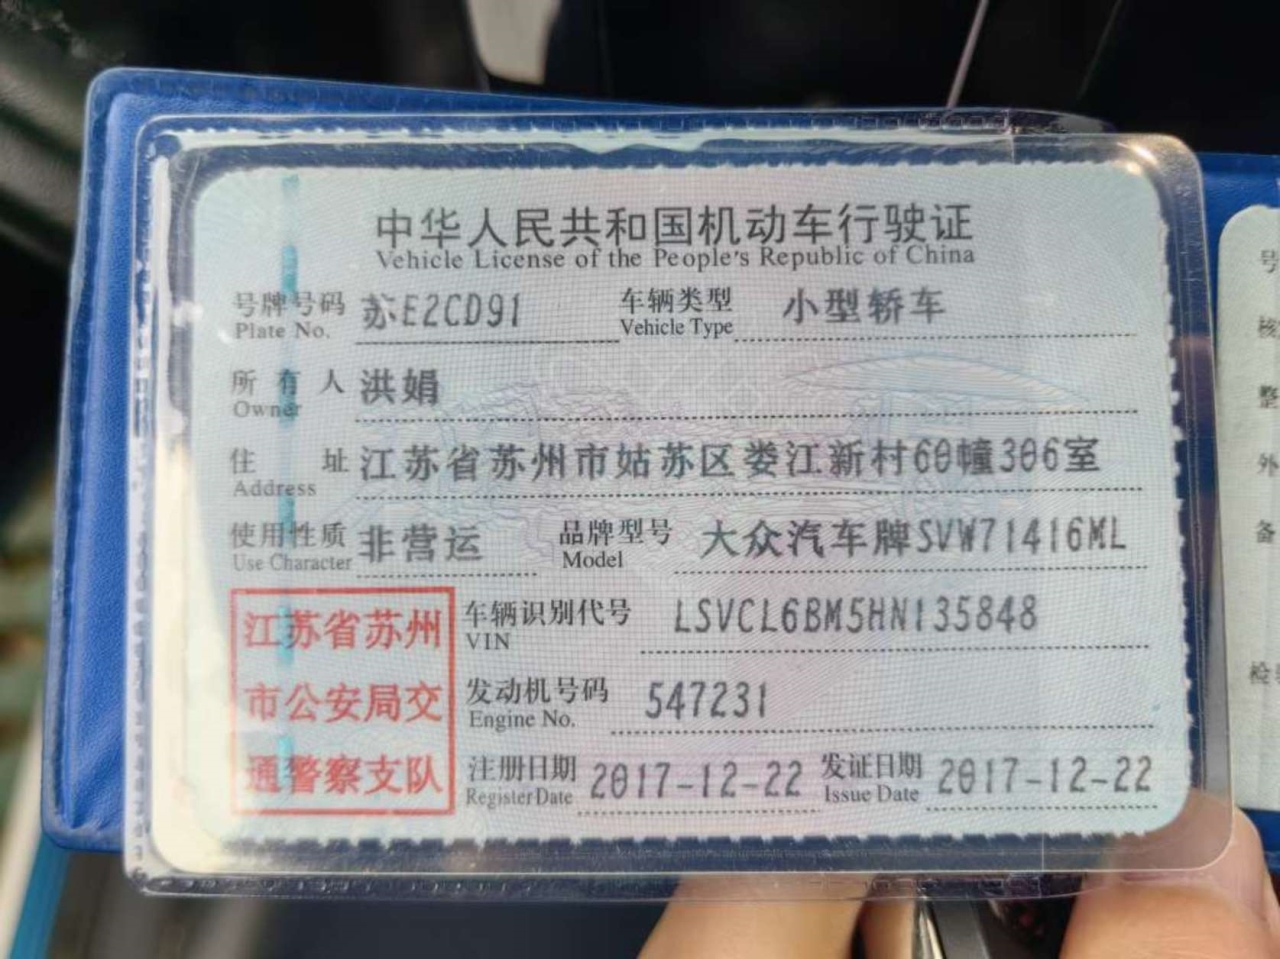 中华人民共和国机动车行驶证
Vehicle License of the People's Republic of China
号牌号码 苏E2CD91 车辆类型 小型轿车
Plate No. Vehicle Type
所有人 洪娟
Owner
住址 江苏省苏州市姑苏区娄江新村60幢306室
Address
使用性质 非营运 品牌型号 大众汽车牌SVW71416ML
Use Character Model
江苏省苏州
市公安局交
通警察支队
车辆识别代号 LSVCL6BM5HN135848
VIN
发动机号码 547231
Engine No.
注册日期 2017-12-22 发证日期 2017-12-22
Register Date Issue Date
号
核
整
外
备
检